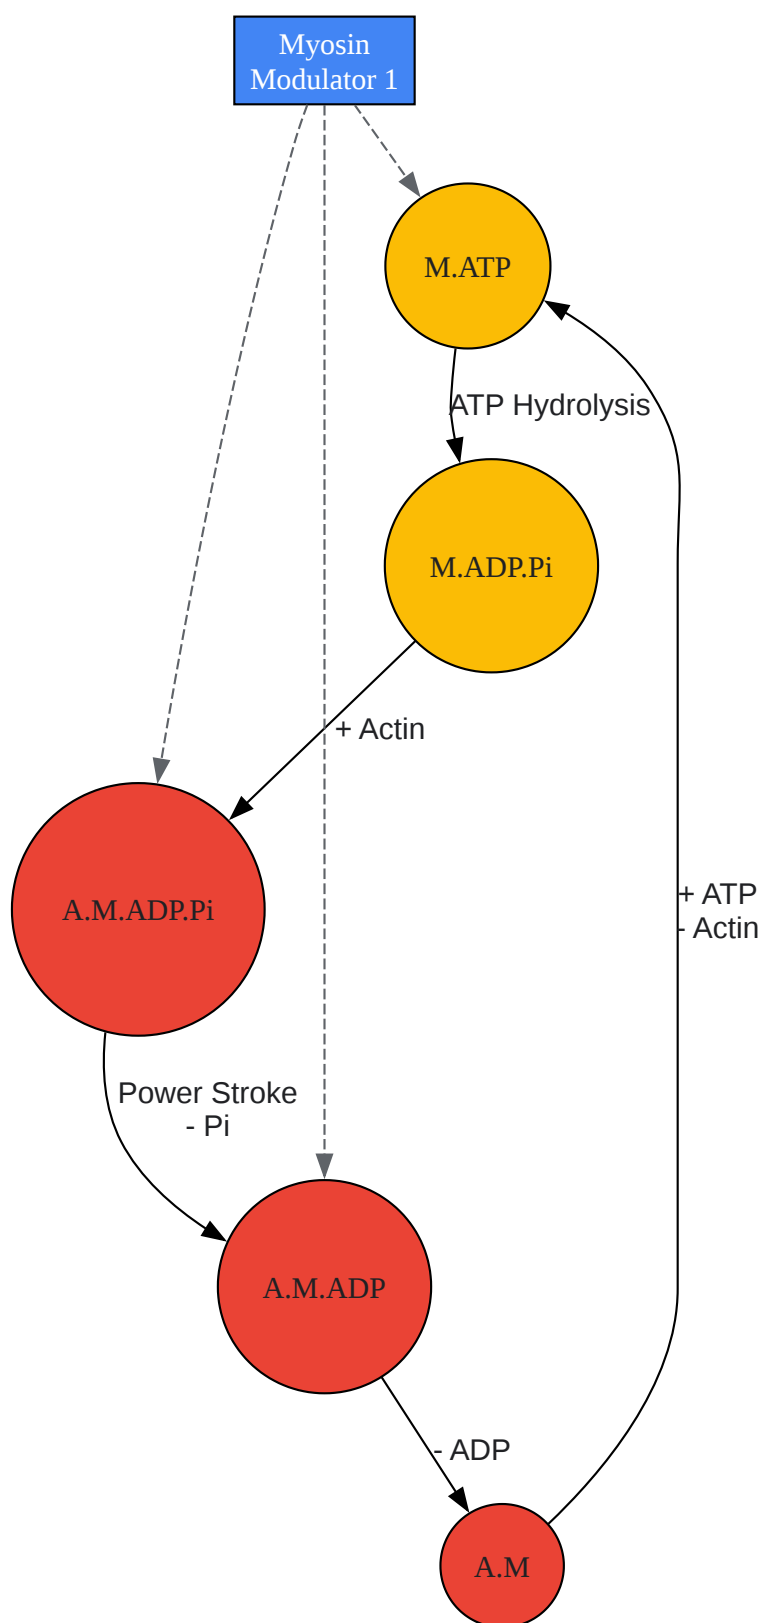 Myosin
Modulator 1
M.ATP
ATP Hydrolysis
M.ADP.Pi
+ Actin
A.M.ADP.Pi
+ ATP
- Actin
Power Stroke
- Pi
A.M.ADP
- ADP
A.M